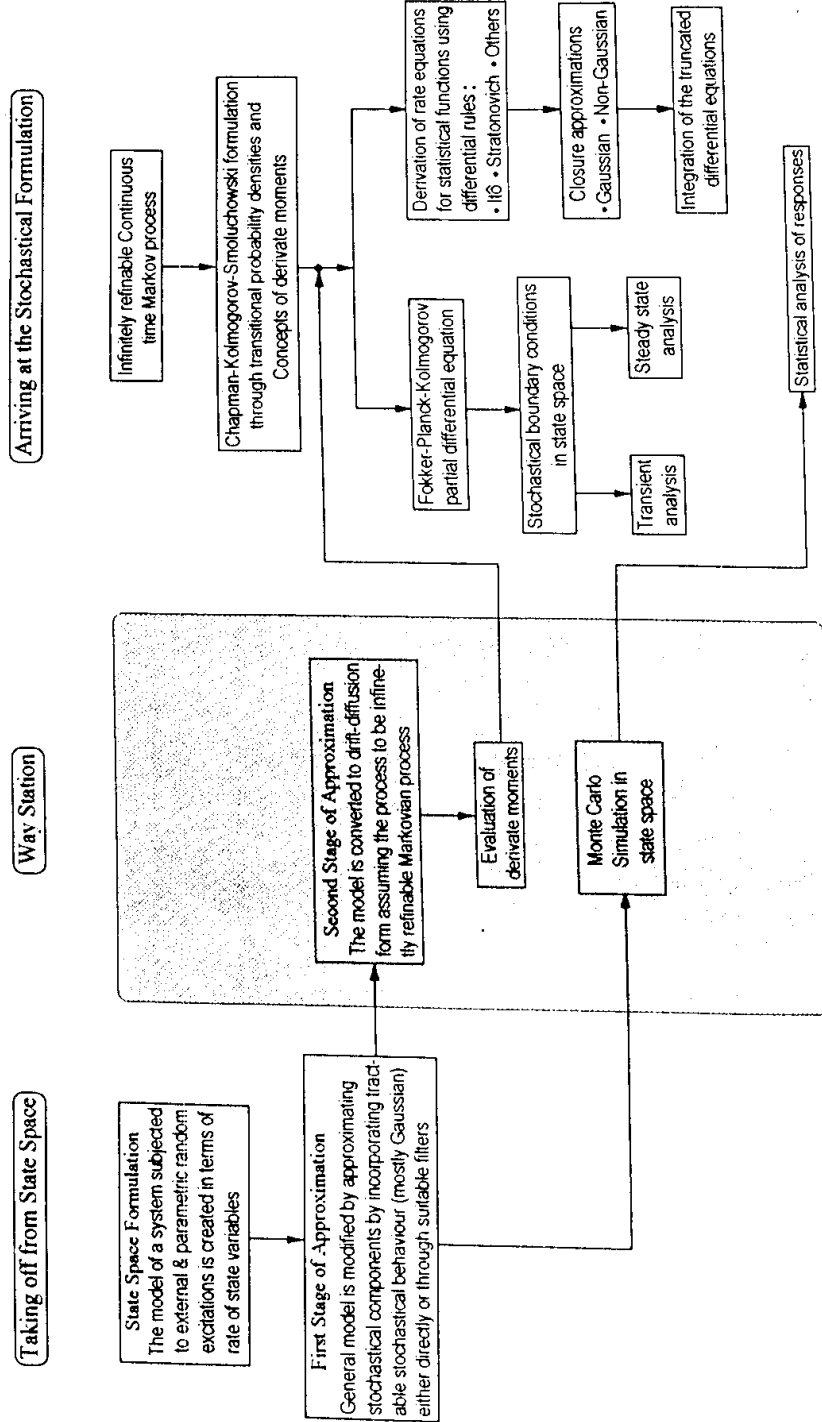 Taking off from State Space
State Space Formulation
The model of a system subjected
to external & parametric random
excitations is created in terms of
rate of state variables
First Stage of Approximation
General model is modified by approximating
stochastical components by incorporating tract-
able stochastical behaviour (mostly Gaussian)
either directly or through suitable filters
Way Station
Second Stage of Approximation
The model is converted to drift-diffusion
form assuming the process to be infine-
tly refinable Markovian process
Evaluation of
derivate moments
Monte Carlo
Simulation in
state space
Arriving at the Stochastical Formulation
Infinitely refinable Continuous
time Markov process
Chapman-Kolmogorov-Smoluchowski formulation
through transitional probability densities and
Concepts of derivate moments
Fokker-Planck-Kolmogorov
partial differential equation
Stochastical boundary conditions
in state space
Transient
analysis
Steady state
analysis
Derivation of rate equations
for statistical functions using
differential rules :
• Itô • Stratonovich • Others
Closure approximations
• Gaussian • Non-Gaussian
Integration of the truncated
differential equations
Statistical analysis of responses